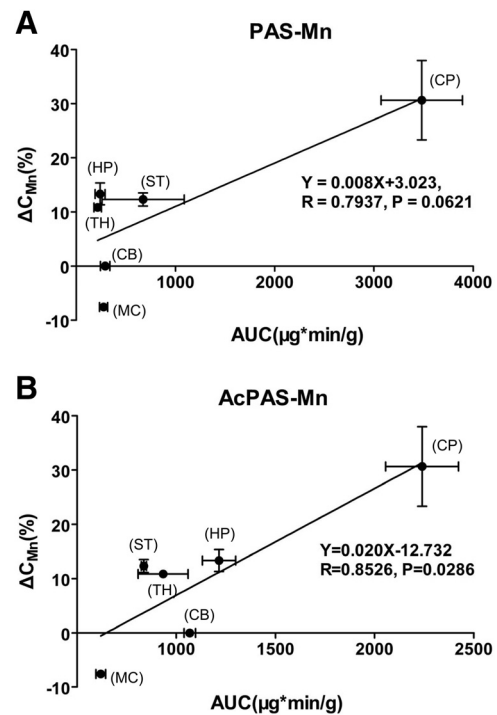 A
PAS-Mn
40
30
20
10
0
-10
ΔCMn(%)
(CP)
(HP)
(ST)
(TH)
(CB)
(MC)
Y = 0.008X+3.023,
R = 0.7937, P = 0.0621
1000 2000 3000 4000
AUC(µg*min/g)
B
AcPAS-Mn
40
30
20
10
0
-10
ΔCMn(%)
(CP)
(ST)
(HP)
(TH)
(CB)
(MC)
Y=0.020X-12.732
R=0.8526, P=0.0286
1000 1500 2000 2500
AUC(µg*min/g)